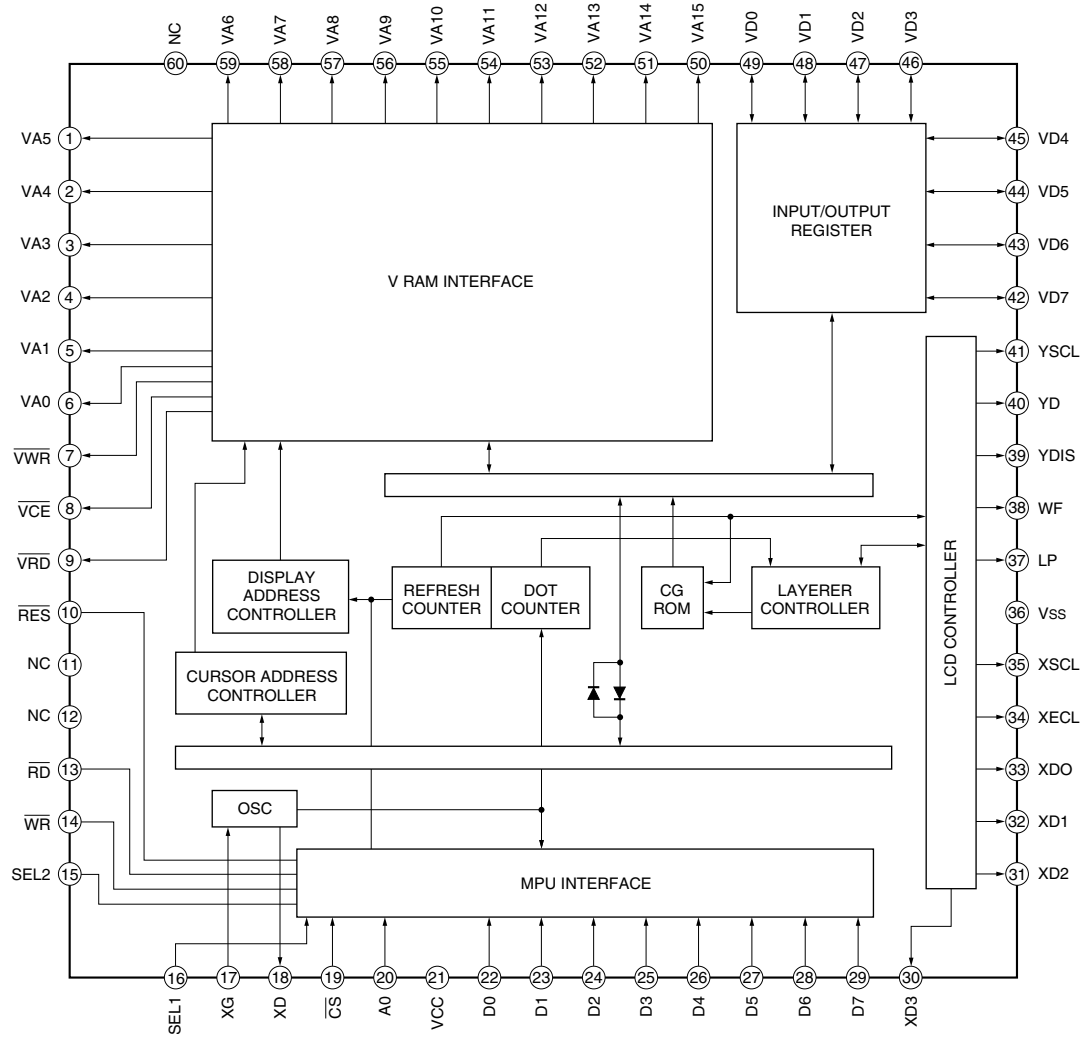 NC
VA6
VA7
VA8
VA9
VA10
VA11
VA12
VA13
VA14
VA15
VD0
VD1
VD2
VD3
60
59
58
57
56
55
54
53
52
51
50
49
48
47
46
VA5
1
VA4
2
VA3
3
VA2
4
VA1
5
VA0
6
V̅W̅R̅
7
V̅C̅E̅
8
V̅R̅D̅
9
R̅E̅S̅
10
NC
11
NC
12
R̅D̅
13
W̅R̅
14
SEL2
15
V RAM INTERFACE
INPUT/OUTPUT
REGISTER
DISPLAY
ADDRESS
CONTROLLER
REFRESH
COUNTER
DOT
COUNTER
CG
ROM
LAYERER
CONTROLLER
CURSOR ADDRESS
CONTROLLER
OSC
MPU INTERFACE
LCD CONTROLLER
45
VD4
44
VD5
43
VD6
42
VD7
41
YSCL
40
YD
39
YDIS
38
WF
37
LP
36
VSS
35
XSCL
34
XECL
33
XDO
32
XD1
31
XD2
16
17
18
19
20
21
22
23
24
25
26
27
28
29
30
SEL1
XG
XD
C̅S̅
A0
VCC
D0
D1
D2
D3
D4
D5
D6
D7
XD3